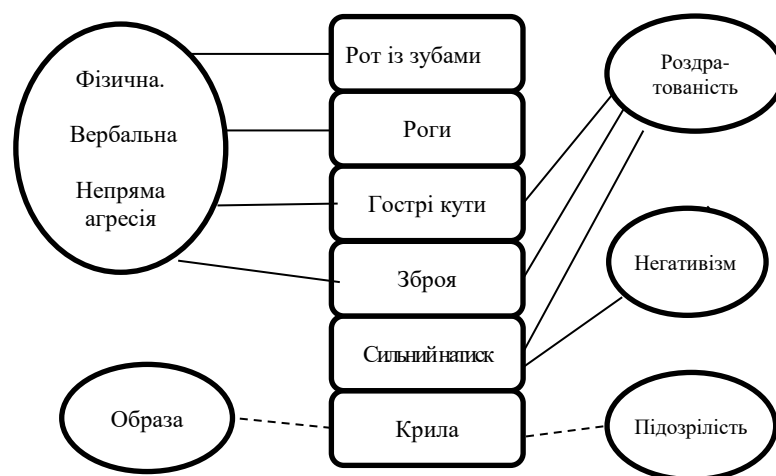 Фізична.
Вербальна
Непряма
агресія
Рот із зубами
Роги
Гострі кути
Зброя
Сильний натиск
Крила
Роздра-
тованість
Негативізм
Образа
Підозрілість